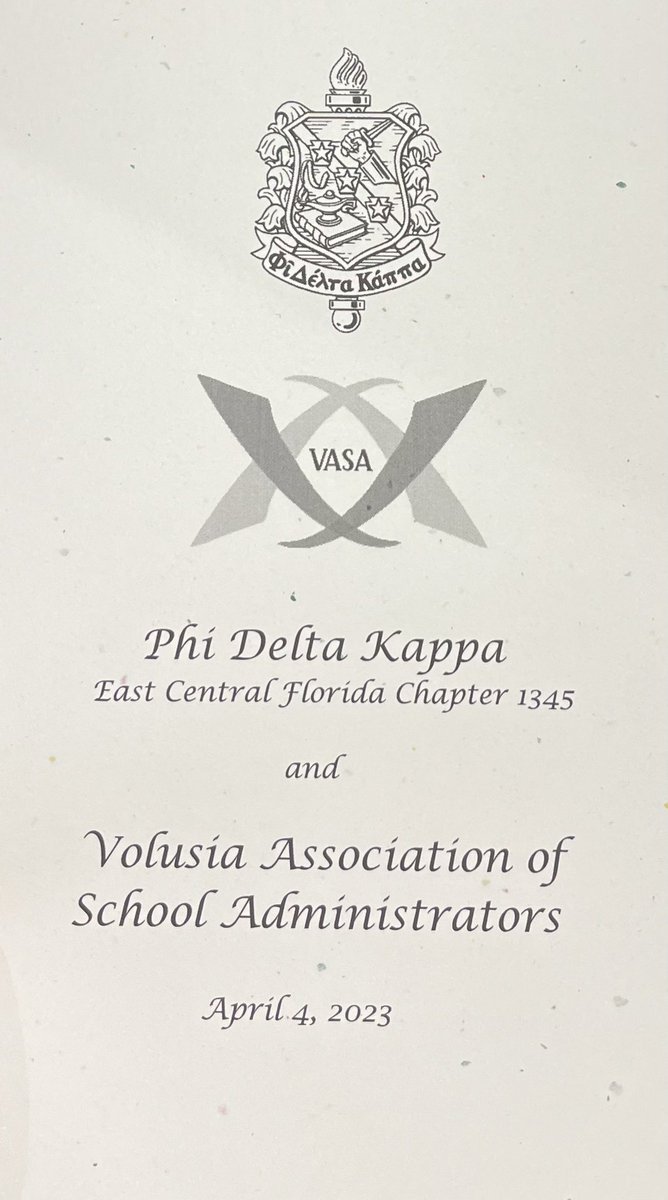 Φι Δέλτα Κάππα
VASA
Phi Delta Kappa
East Central Florida Chapter 1345
and
Volusia Association of
School Administrators
April 4, 2023